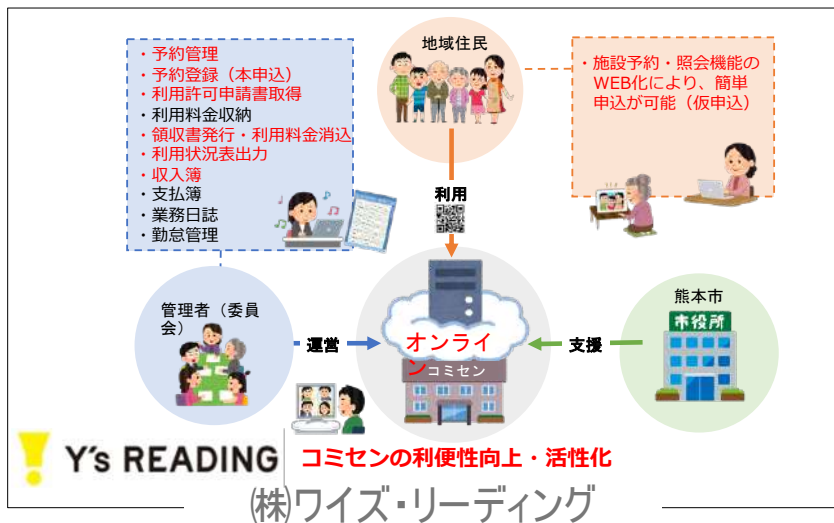 ・予約管理
・予約登録（本申込）
・利用許可申請書取得
・利用料金収納
・領収書発行・利用料金消込
・利用状況表出力
・収入簿
・支払簿
・業務日誌
・勤怠管理
地域住民
・施設予約・照会機能の
WEB化により、簡単
申込が可能（仮申込）
利用
管理者（委員
会）
運営
オンライ
ン
コミセン
支援
熊本市
市役所
Y's READING
コミセンの利便性向上・活性化
㈱ワイズ・リーディング